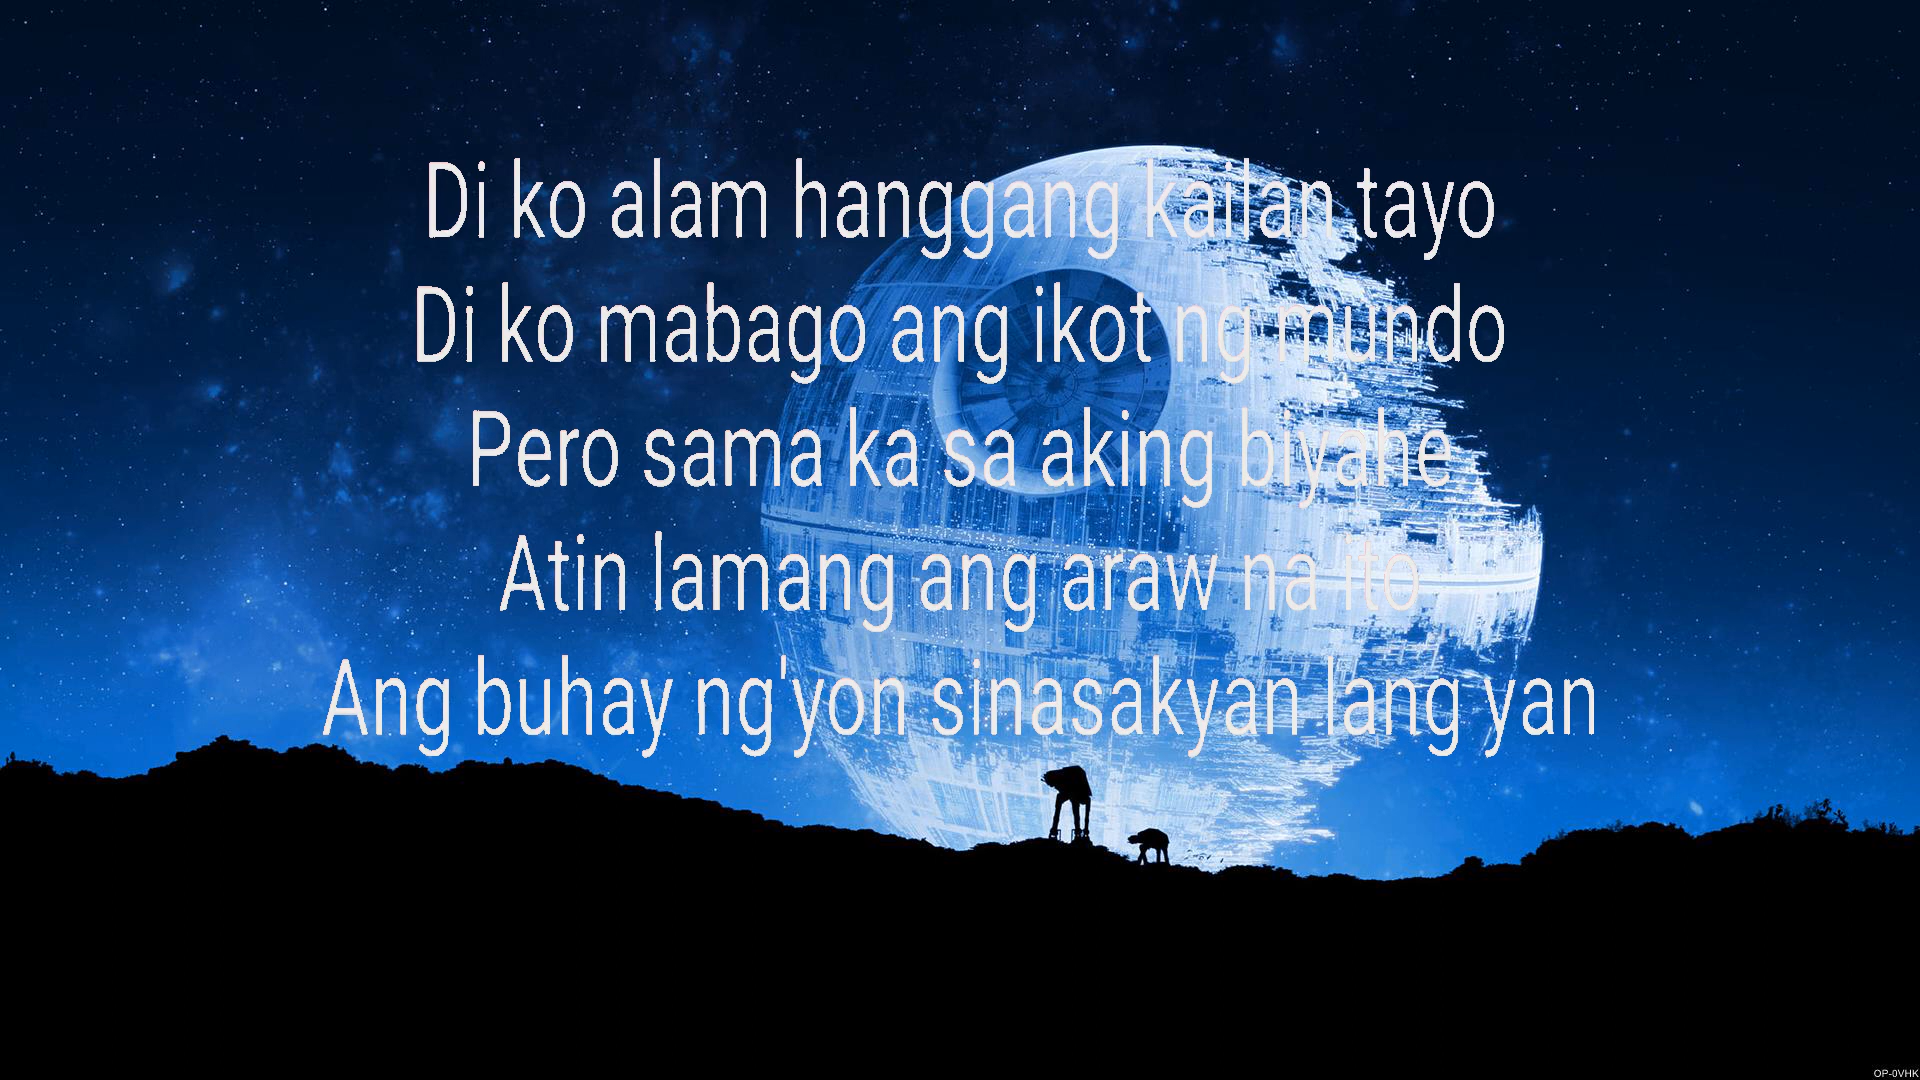 Di ko alam hanggang kailan tayo
Di ko mabago ang ikot ng mundo
Pero sama ka sa aking biyahe
Atin lamang ang araw na ito
Ang buhay ng'yon sinasakyan lang yan
OP-0VHK